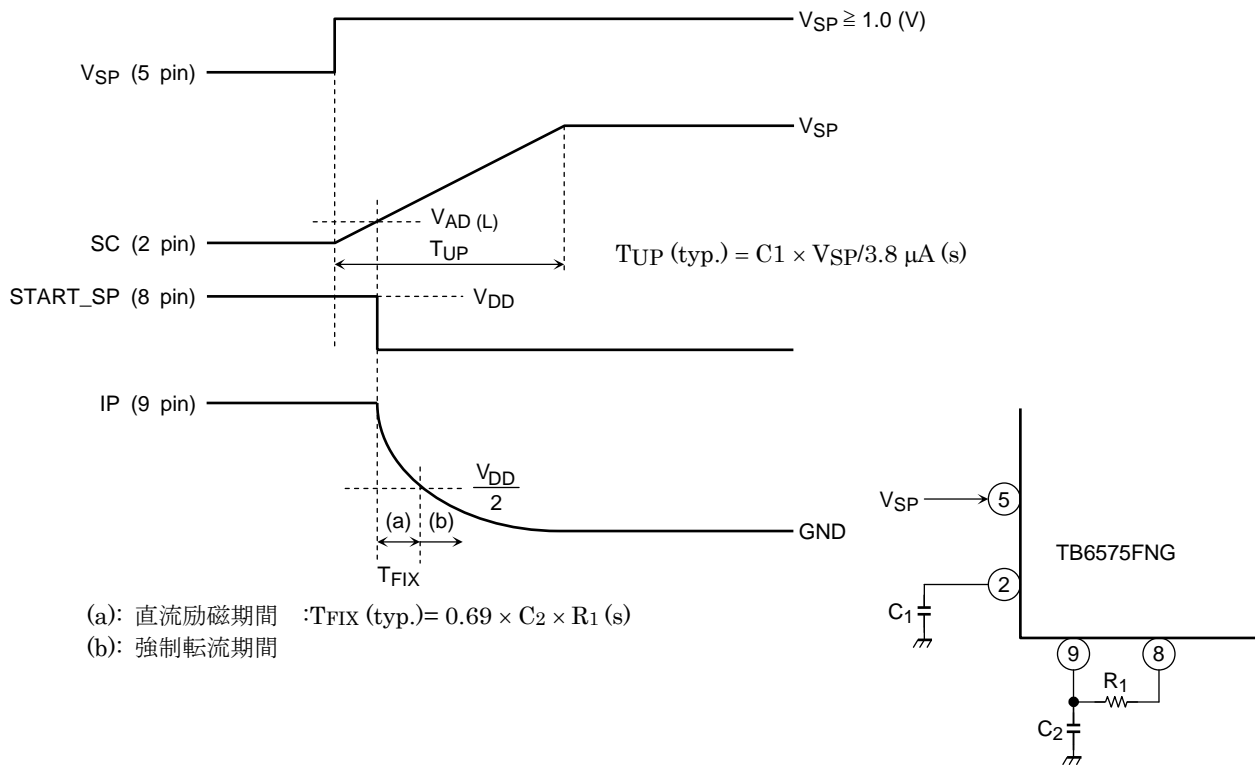 VSP ≧ 1.0 (V)
VSP (5 pin)
VSP
VAD (L)
SC (2 pin)
TUP
TUP (typ.) = C1 × VSP/3.8 μA (s)
START_SP (8 pin)
VDD
IP (9 pin)
VDD
2
(a) (b)
GND
TFIX
(a): 直流励磁期間 :TFIX (typ.)= 0.69 × C2 × R1 (s)
(b): 強制転流期間
VSP
5
TB6575FNG
2
C1
9
8
R1
C2